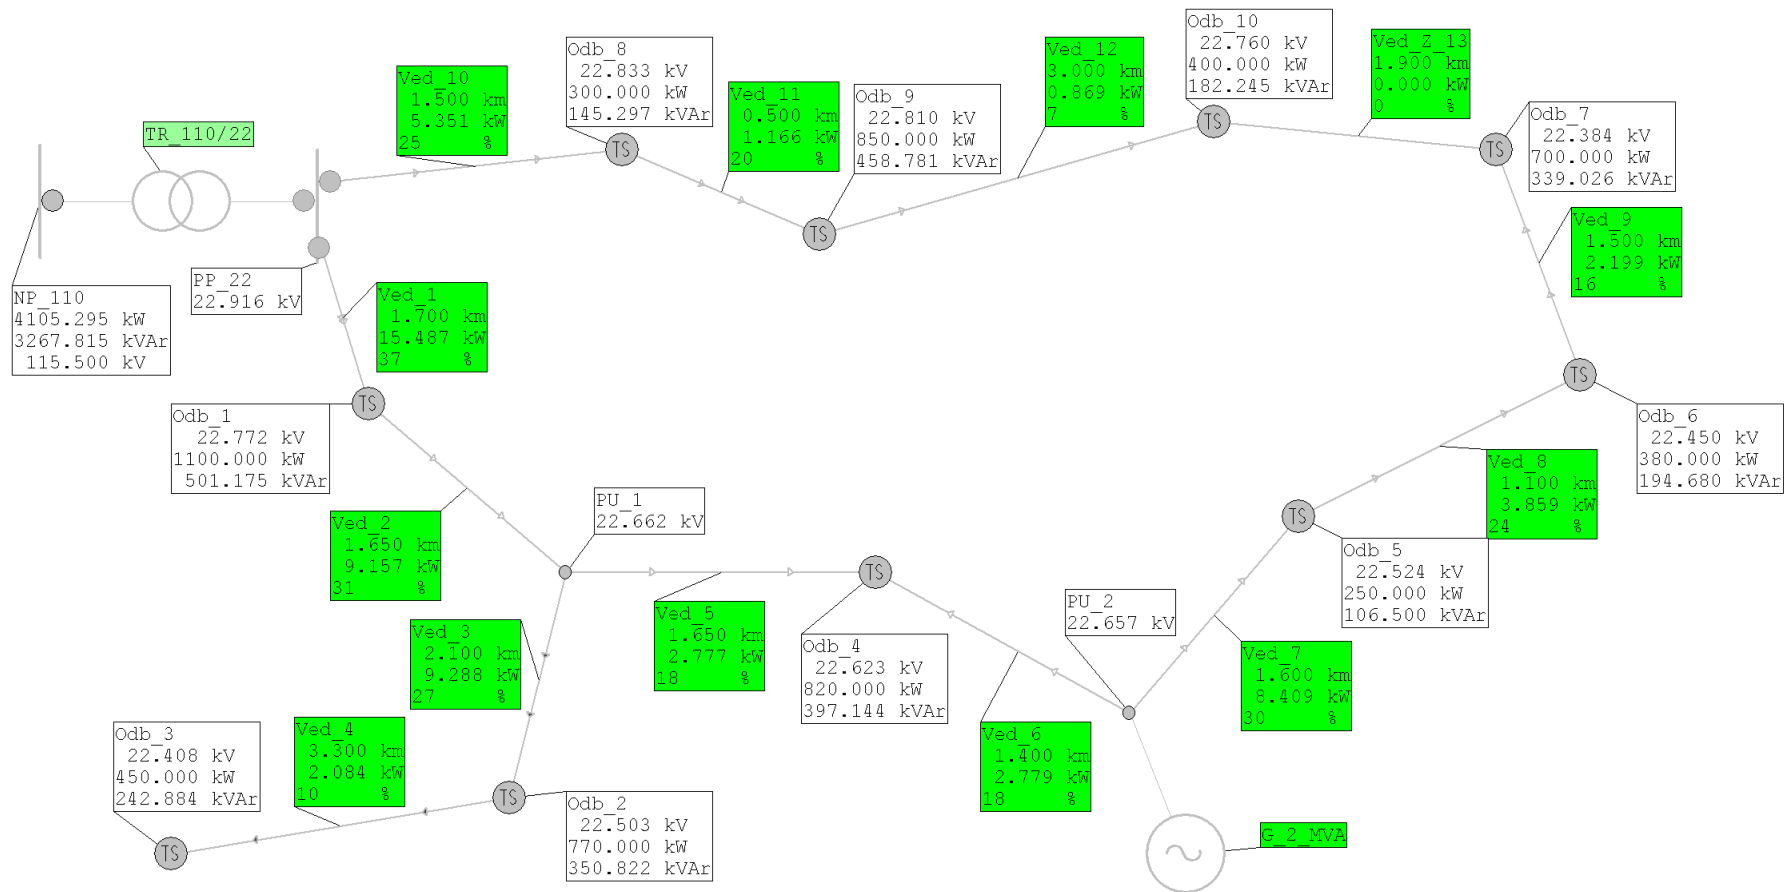 Odb_10
22.760 kV
400.000 kW
182.245 kVAr
Ved_Z_13
1.900 km
0.000 kW
0 %
Odb_8
22.833 kV
300.000 kW
145.297 kVAr
Ved_12
3.000 km
0.869 kW
7 %
Ved_10
1.500 km
5.351 kW
25 %
Ved_11
0.500 km
1.166 kW
20 %
Odb_9
22.810 kV
850.000 kW
458.781 kVAr
Odb_7
22.384 kV
700.000 kW
339.026 kVAr
TR_110/22
TS
TS
TS
TS
Ved_9
1.500 km
2.199 kW
16 %
PP_22
22.916 kV
NP_110
4105.295 kW
3267.815 kVAr
115.500 kV
Ved_1
1.700 km
15.487 kW
37 %
TS
TS
Odb_1
22.772 kV
1100.000 kW
501.175 kVAr
Odb_6
22.450 kV
380.000 kW
194.680 kVAr
Ved_8
1.100 km
3.859 kW
24 %
PU_1
22.662 kV
Ved_2
1.650 km
9.157 kW
31 %
TS
Odb_5
22.524 kV
250.000 kW
106.500 kVAr
TS
PU_2
22.657 kV
Ved_5
1.650 km
2.777 kW
18 %
Ved_3
2.100 km
9.288 kW
27 %
Odb_4
22.623 kV
820.000 kW
397.144 kVAr
Ved_7
1.600 km
8.409 kW
30 %
Ved_6
1.400 km
2.779 kW
18 %
Ved_4
3.300 km
2.084 kW
10 %
Odb_3
22.408 kV
450.000 kW
242.884 kVAr
TS
Odb_2
22.503 kV
770.000 kW
350.822 kVAr
TS
G_2_MVA